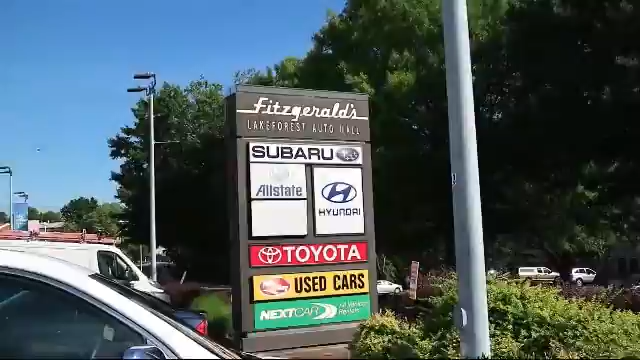 Fitzgerald's
LAKEFOREST AUTO MALL
SUBARU
Allstate
HYUNDAI
TOYOTA
USED CARS
NEXTCAR